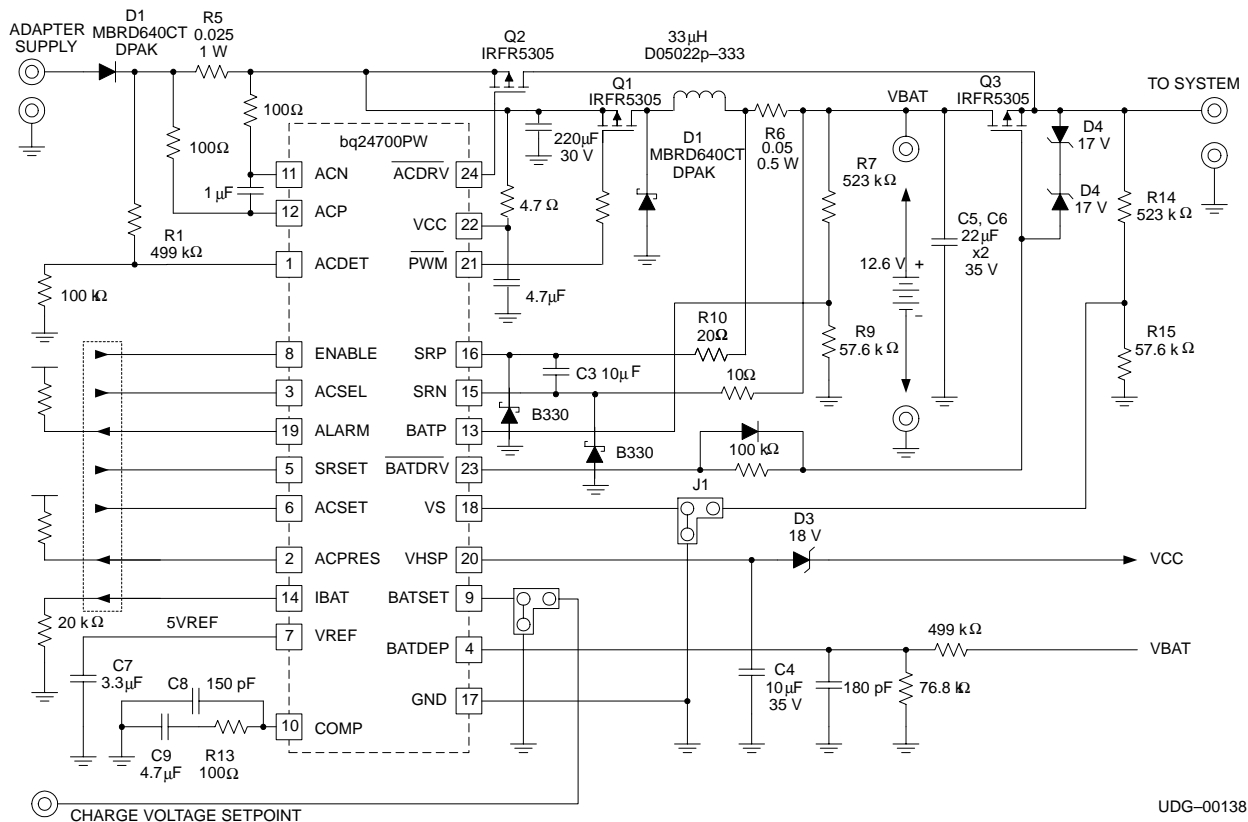 ADAPTER
SUPPLY
D1
MBRD640CT
DPAK
R5
0.025
1 W
Q2
IRFR5305
33µH
D05022p–333
Q1
IRFR5305
VBAT
Q3
IRFR5305
TO SYSTEM
100Ω
100Ω
1 µF
R1
499 kΩ
100 kΩ
bq24700PW
220µF
30 V
4.7 Ω
4.7µF
D1
MBRD640CT
DPAK
R6
0.05
0.5 W
R7
523 kΩ
R9
57.6 kΩ
12.6 V
+
–
C5, C6
22µF
x2
35 V
D4
17 V
D4
17 V
R14
523 kΩ
R15
57.6 kΩ
11 ACN
12 ACP
1 ACDET
8 ENABLE
3 ACSEL
19 ALARM
5 SRSET
6 ACSET
2 ACPRES
14 IBAT
7 VREF
10 COMP
ACDRV 24
VCC 22
PWM 21
SRP 16
SRN 15
BATP 13
BATDRV 23
VS 18
VHSP 20
BATSET 9
BATDEP 4
GND 17
R10
20Ω
C3 10µF
10Ω
B330
B330
100 kΩ
J1
D3
18 V
VCC
499 kΩ
VBAT
C4
10µF
35 V
180 pF
76.8 kΩ
20 kΩ
5VREF
C7
3.3µF
C8
150 pF
C9
4.7µF
R13
100Ω
CHARGE VOLTAGE SETPOINT
UDG–00138